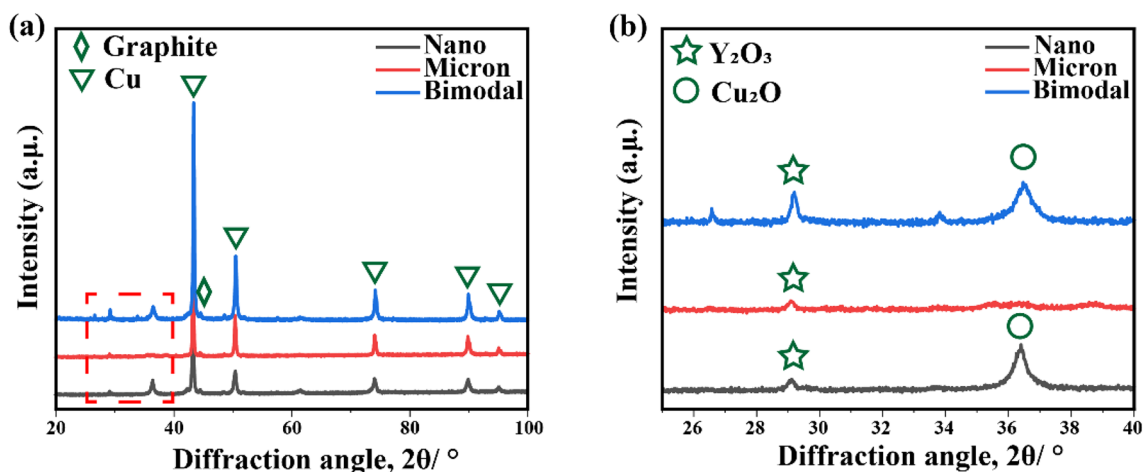 (a)
Graphite
Cu
Nano
Micron
Bimodal
Intensity (a.μ.)
20 40 60 80 100
Diffraction angle, 2θ/ °
(b)
Y₂O₃
Cu₂O
Nano
Micron
Bimodal
Intensity (a.μ.)
26 28 30 32 34 36 38 40
Diffraction angle, 2θ/ °